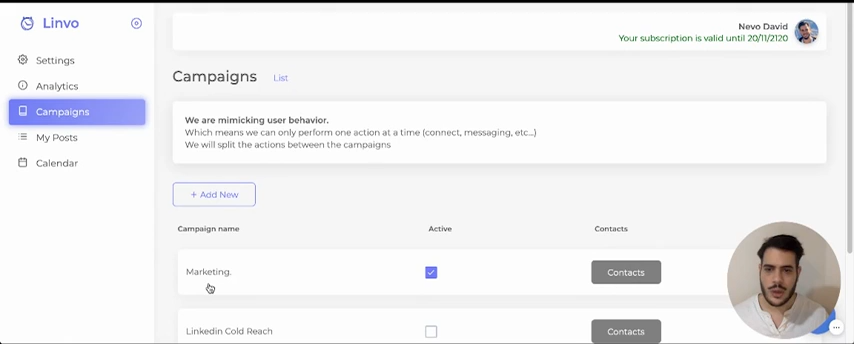 Linvo
Nevo David
Your subscription is valid until 20/11/2120
Settings
Analytics
Campaigns
My Posts
Calendar
Campaigns List
We are mimicking user behavior.
Which means we can only perform one action at a time (connect, messaging, etc...)
We will split the actions between the campaigns
+ Add New
Campaign name Active Contacts
Marketing. Contacts
Linkedin Cold Reach Contacts